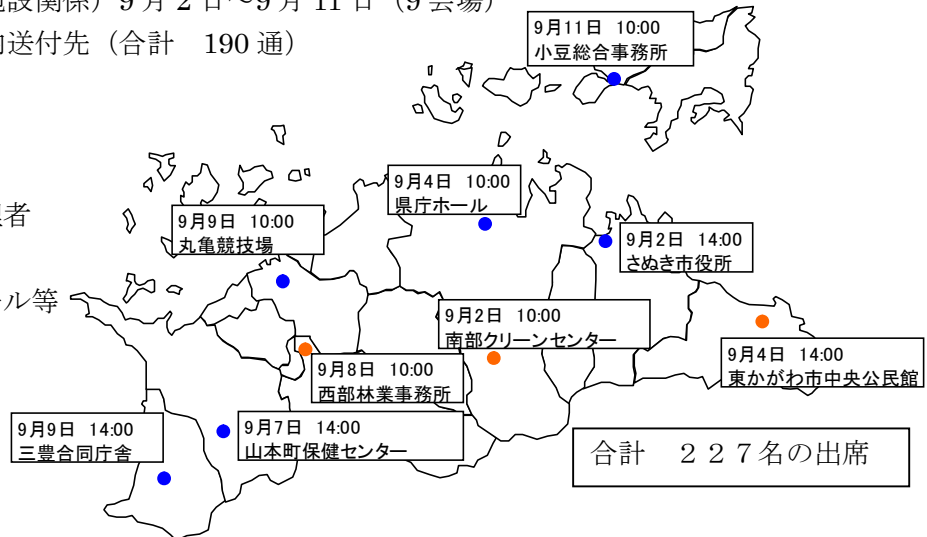 設関係）9 月 2 日～9 月 11 日（9 会場）
送付先（合計　190 通）
者
ール等
9月11日 10:00
小豆総合事務所
9月4日 10:00
県庁ホール
9月9日 10:00
丸亀競技場
9月2日 14:00
さぬき市役所
9月2日 10:00
南部クリーンセンター
9月4日 14:00
東かがわ市中央公民館
9月8日 10:00
西部林業事務所
9月9日 14:00
三豊合同庁舎
9月7日 14:00
山本町保健センター
合計　２２７名の出席